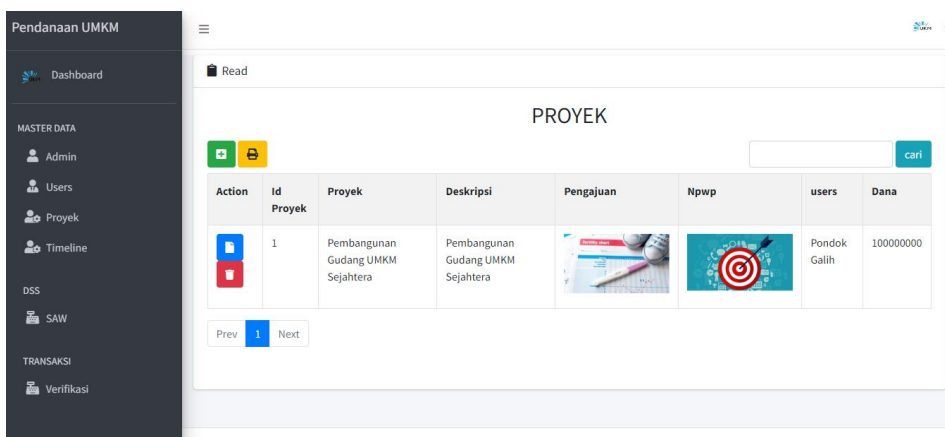 Pendanaan UMKM
Dashboard
MASTER DATA
Admin
Users
Proyek
Timeline
DSS
SAW
TRANSAKSI
Verifikasi
Read
PROYEK
cari
Action Id Proyek Proyek Deskripsi Pengajuan Npwp users Dana
1 Pembangunan Pembangunan Pondok 100000000
Gudang UMKM Gudang UMKM Galih
Sejahtera Sejahtera
Prev 1 Next